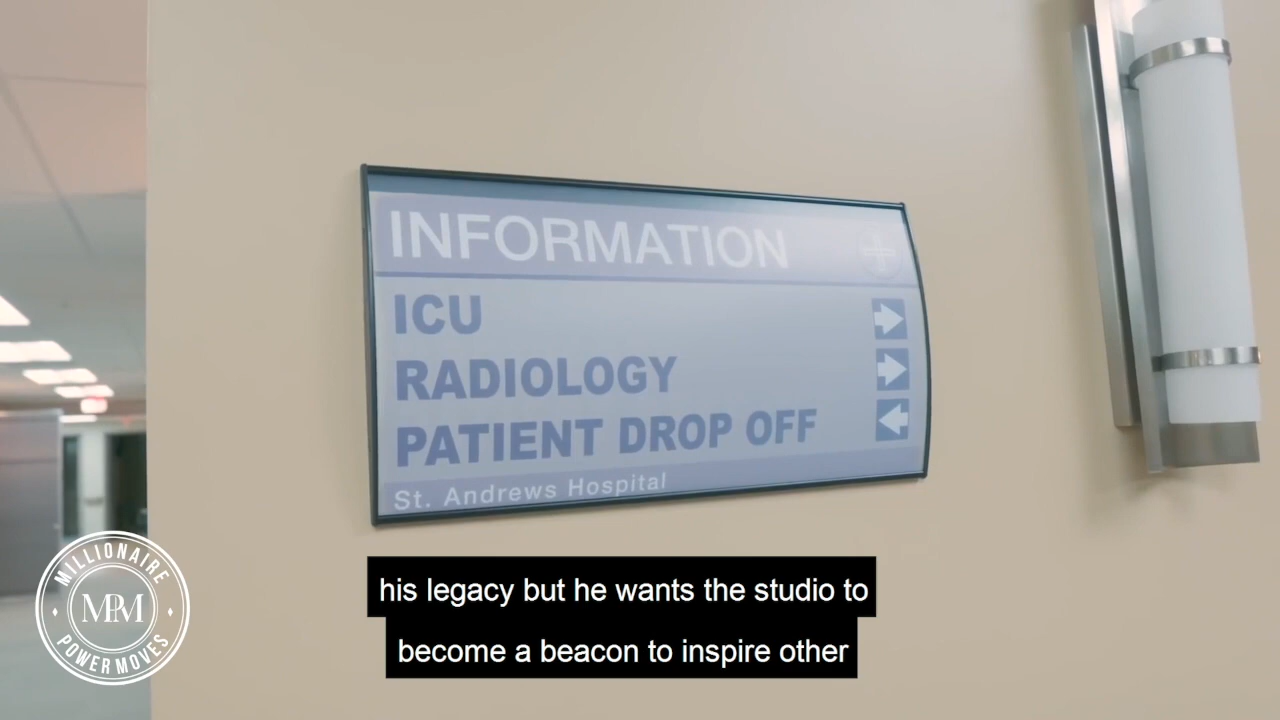 INFORMATION
ICU
RADIOLOGY
PATIENT DROP OFF
St. Andrews Hospital
MILLIONAIRE
MPM
POWER MOVES
his legacy but he wants the studio to
become a beacon to inspire other